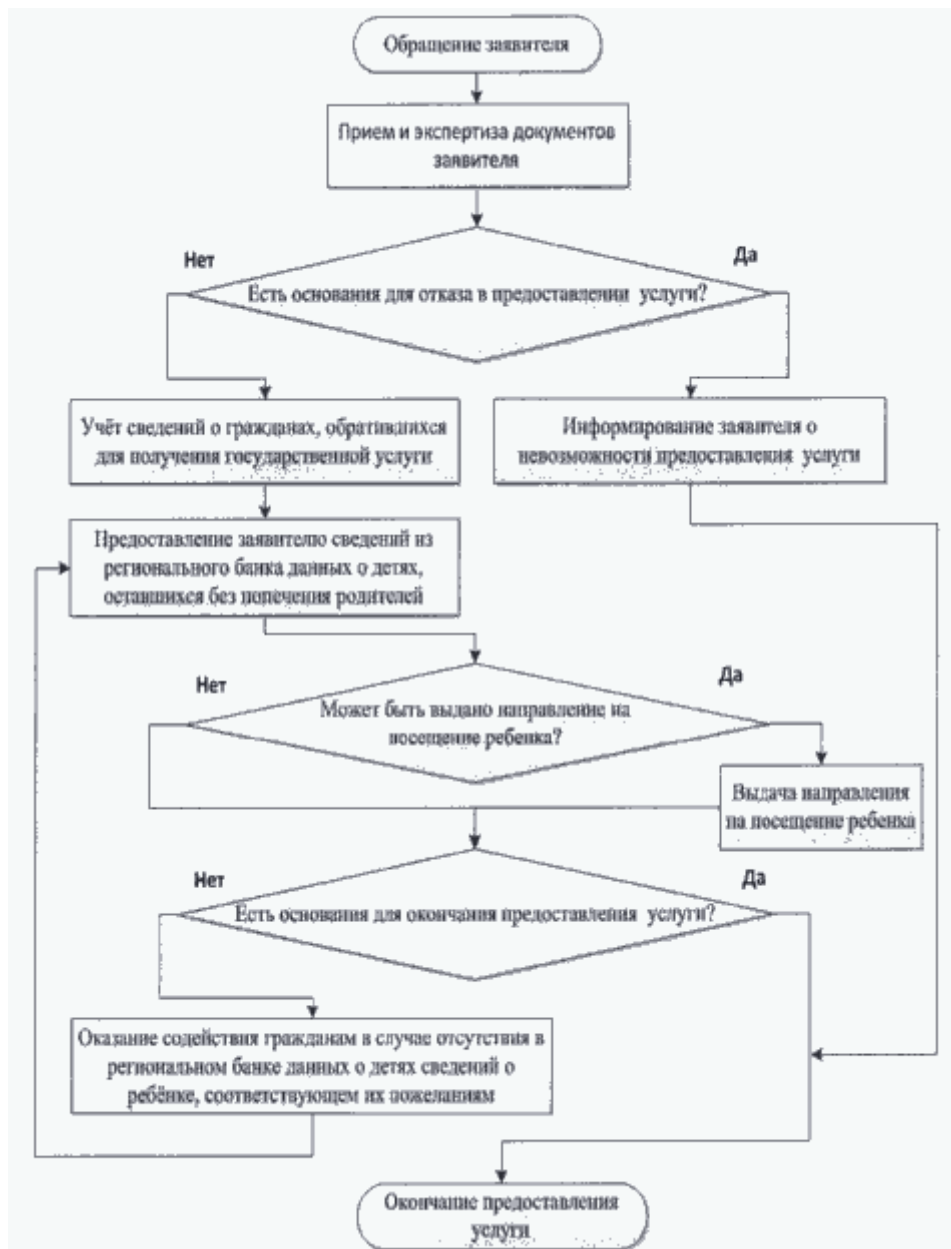 Обращение заявителя
Прием и экспертиза документов
заявителя
Нет
Да
Есть основания для отказа в предоставлении услуги?
Учёт сведений о гражданах, обратившихся
для получения государственной услуги
Информирование заявителя о
невозможности предоставления услуги
Предоставление заявителю сведений из
регионального банка данных о детях,
оставшихся без попечения родителей
Нет
Да
Может быть выдано направление на
посещение ребенка?
Выдача направления
на посещение ребенка
Нет
Да
Есть основания для окончания предоставления услуги?
Оказание содействия гражданам в случае отсутствия в
региональном банке данных о детях сведений о
ребёнке, соответствующем их пожеланиям
Окончание предоставления
услуги